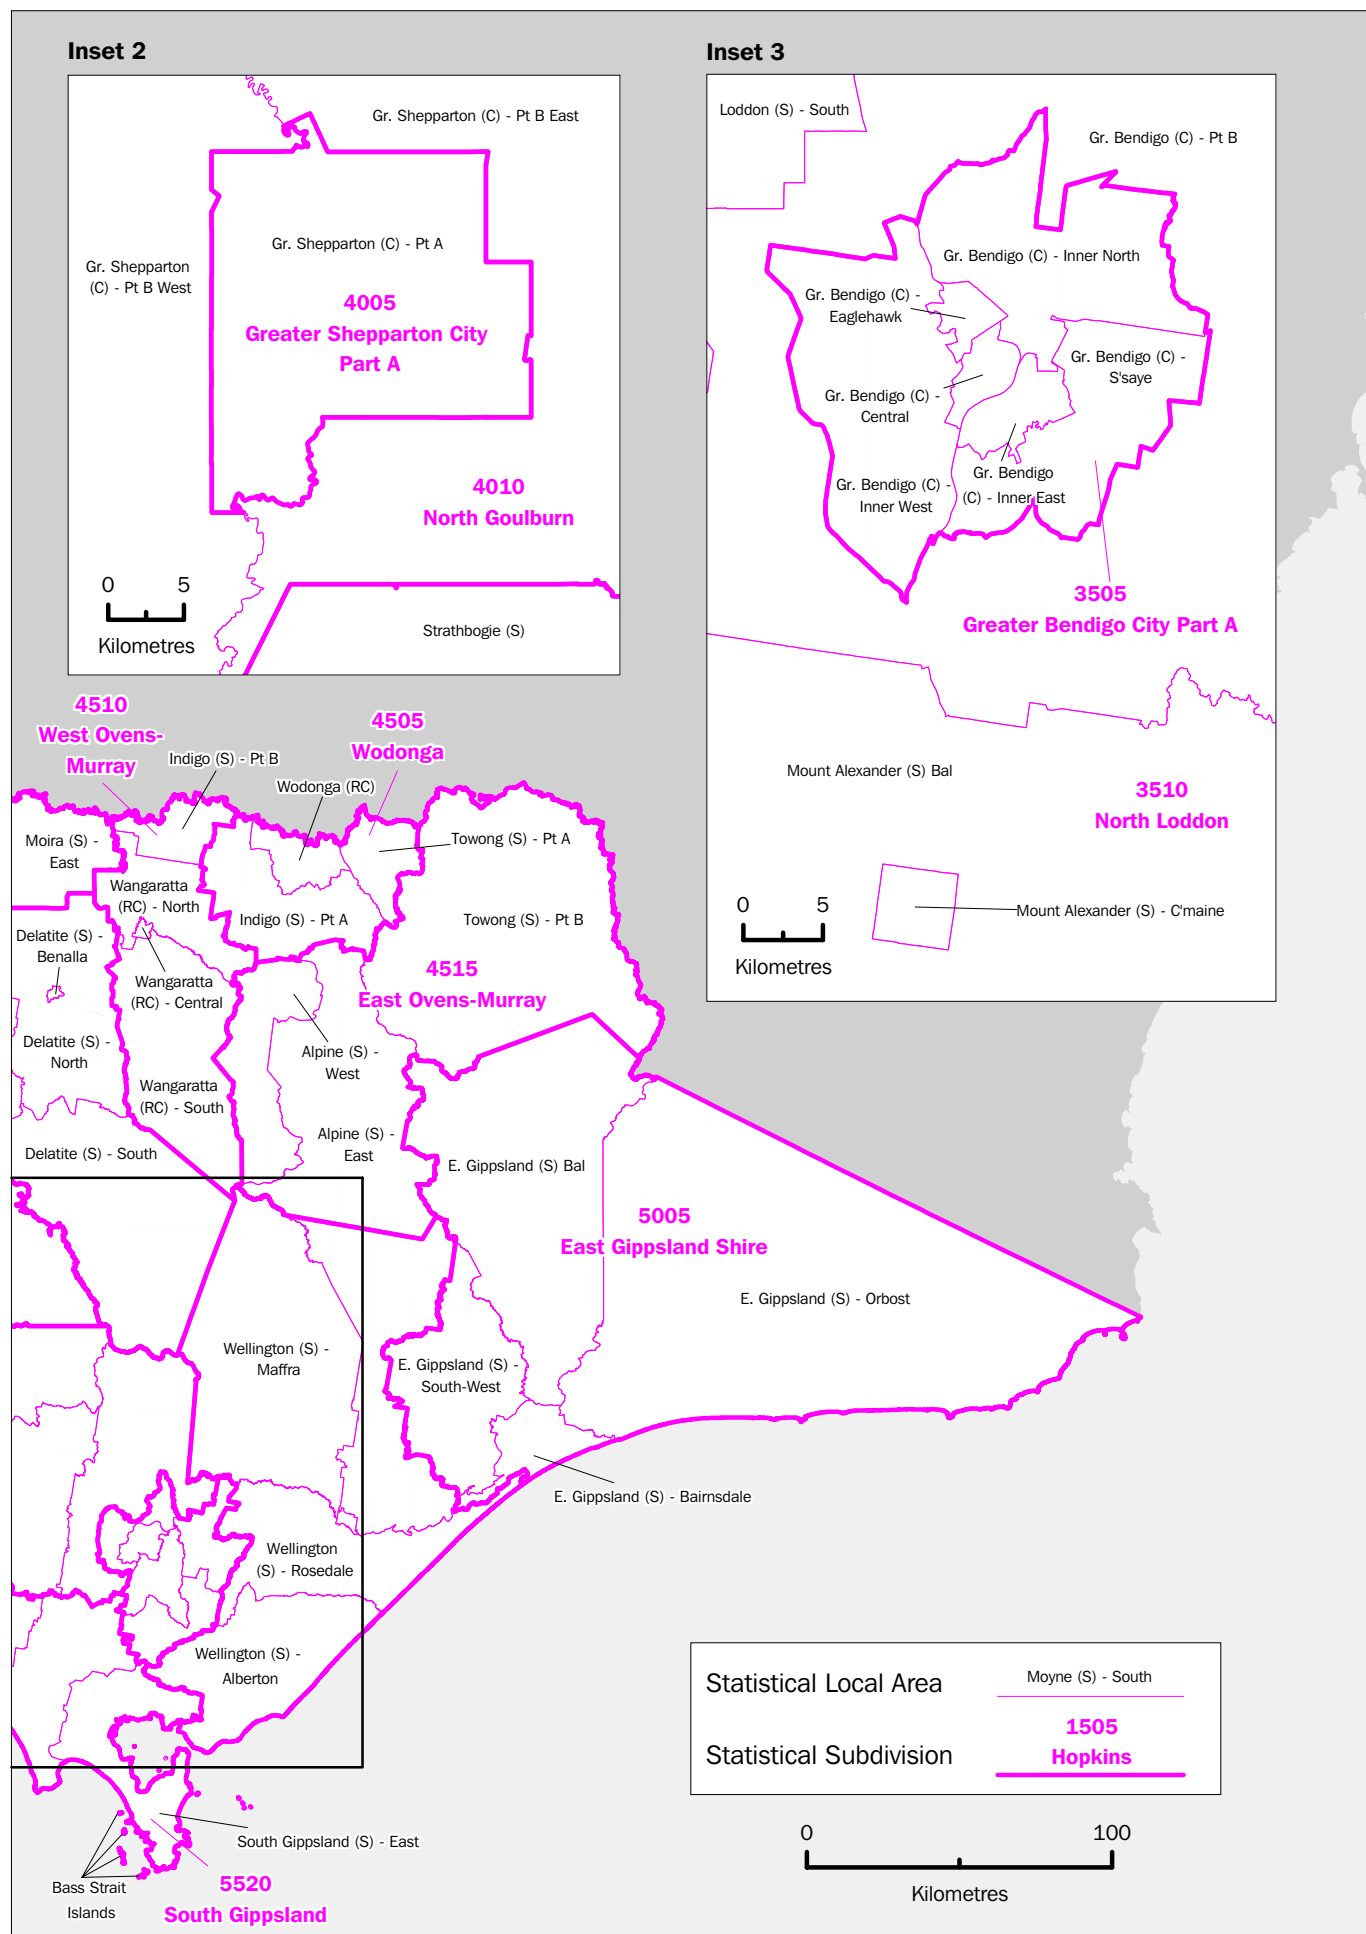 Inset 2
Gr. Shepparton (C) - Pt B East
Gr. Shepparton (C) - Pt A
Gr. Shepparton
(C) - Pt B West
4005
Greater Shepparton City
Part A
4010
North Goulburn
0 5
Kilometres
Strathbogie (S)
Inset 3
Loddon (S) - South
Gr. Bendigo (C) - Pt B
Gr. Bendigo (C) - Inner North
Gr. Bendigo (C) -
Eaglehawk
Gr. Bendigo (C) -
S'saye
Gr. Bendigo (C) -
Central
Gr. Bendigo (C) -
Inner West
Gr. Bendigo
(C) - Inner East
3505
Greater Bendigo City Part A
Mount Alexander (S) Bal
3510
North Loddon
0 5
Kilometres
Mount Alexander (S) - C'maine
4510
West Ovens-
Murray
Indigo (S) - Pt B
4505
Wodonga
Wodonga (RC)
Moira (S) -
East
Towong (S) - Pt A
Wangaratta
(RC) - North
Indigo (S) - Pt A
Towong (S) - Pt B
Delatite (S) -
Benalla
Wangaratta
(RC) - Central
4515
East Ovens-Murray
Delatite (S) -
North
Alpine (S) -
West
Wangaratta
(RC) - South
Alpine (S) -
East
Delatite (S) - South
E. Gippsland (S) Bal
5005
East Gippsland Shire
E. Gippsland (S) - Orbost
Wellington (S) -
Maffra
E. Gippsland (S) -
South-West
E. Gippsland (S) - Bairnsdale
Wellington
(S) - Rosedale
Wellington (S) -
Alberton
South Gippsland (S) - East
Bass Strait
Islands
5520
South Gippsland
Statistical Local Area
Moyne (S) - South
Statistical Subdivision
1505
Hopkins
0 100
Kilometres